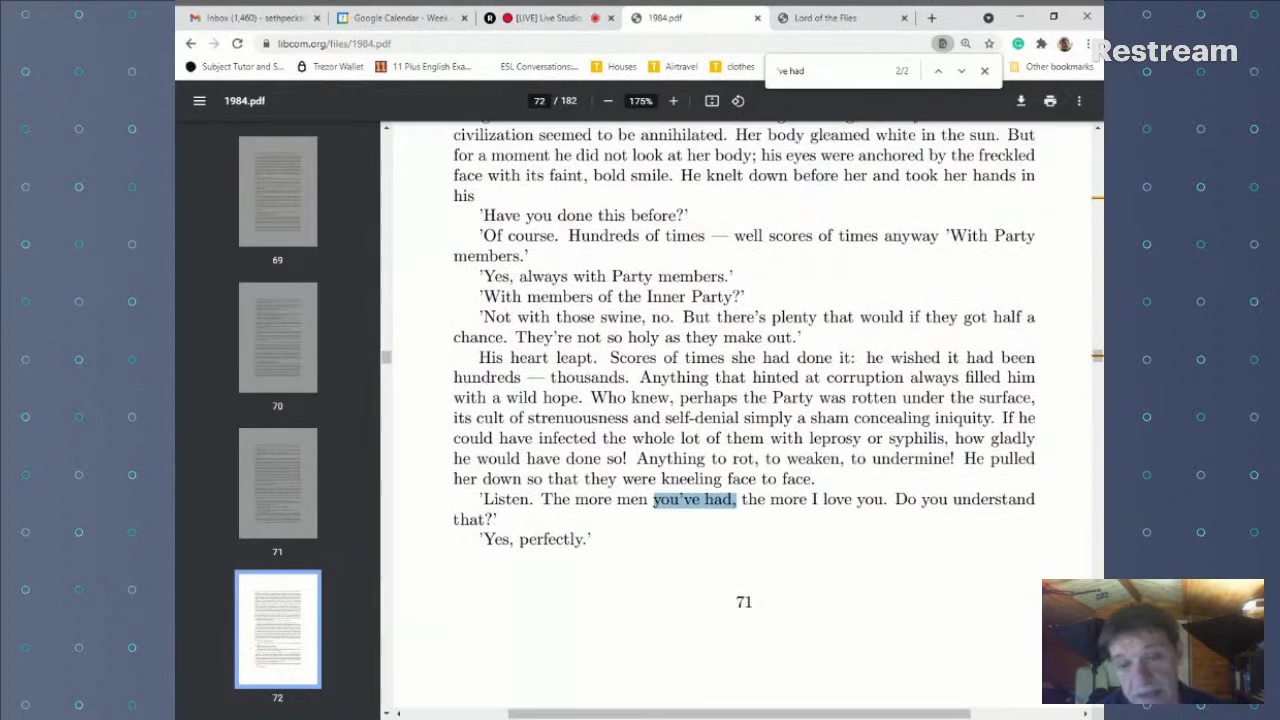 Inbox (1,460) - sethpecku
Google Calendar - Week
[LIVE] Live Studio
1984.pdf
Lord of the Flies
libcom.org/files/1984.pdf
Restream
Subject Tutor and S...
Trezor Wallet
11 Plus English Exa...
ESL Conversations:...
Houses
Airtravel
clothes
've had
2/2
Other bookmarks
1984.pdf
72 / 182
175%
civilization seemed to be annihilated. Her body gleamed white in the sun. But
for a moment he did not look at her body; his eyes were anchored by the freckled
face with its faint, bold smile. He knelt down before her and took her hands in
his
'Have you done this before?'
'Of course. Hundreds of times — well scores of times anyway 'With Party
members.'
'Yes, always with Party members.'
'With members of the Inner Party?'
'Not with those swine, no. But there's plenty that would if they got half a
chance. They're not so holy as they make out.'
His heart leapt. Scores of times she had done it: he wished it had been
hundreds — thousands. Anything that hinted at corruption always filled him
with a wild hope. Who knew, perhaps the Party was rotten under the surface,
its cult of strenuousness and self-denial simply a sham concealing iniquity. If he
could have infected the whole lot of them with leprosy or syphilis, how gladly
he would have done so! Anything to rot, to weaken, to undermine! He pulled
her down so that they were kneeling face to face.
'Listen. The more men you've had, the more I love you. Do you understand
that?'
'Yes, perfectly.'
71
69
70
71
72